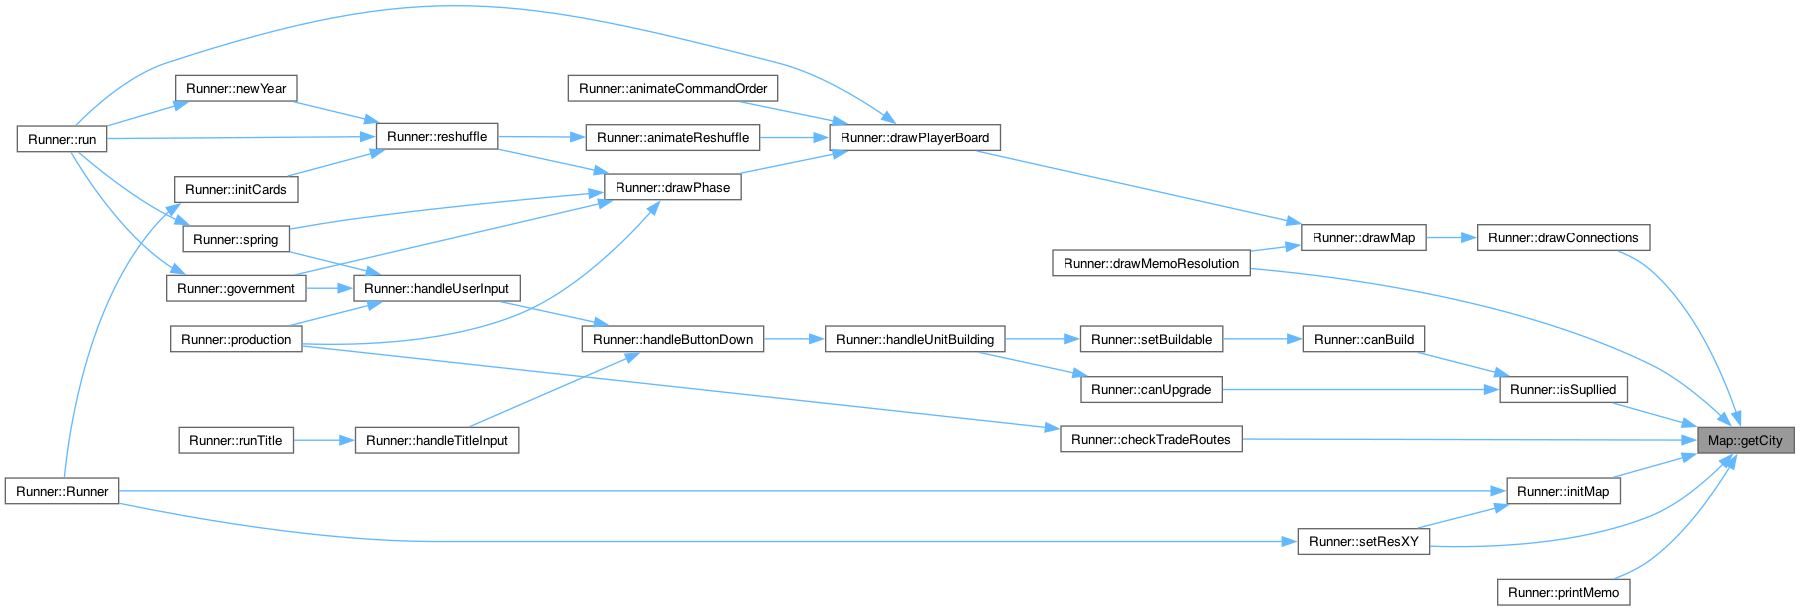 Runner::newYear
Runner::animateCommandOrder
Runner::run
Runner::reshuffle
Runner::animateReshuffle
Runner::drawPlayerBoard
Runner::initCards
Runner::drawPhase
Runner::spring
Runner::drawMap
Runner::drawConnections
Runner::drawMemoResolution
Runner::government
Runner::handleUserInput
Runner::production
Runner::handleButtonDown
Runner::handleUnitBuilding
Runner::setBuildable
Runner::canBuild
Runner::canUpgrade
Runner::isSupllied
Runner::runTitle
Runner::handleTitleInput
Runner::checkTradeRoutes
Map::getCity
Runner::Runner
Runner::initMap
Runner::setResXY
Runner::printMemo